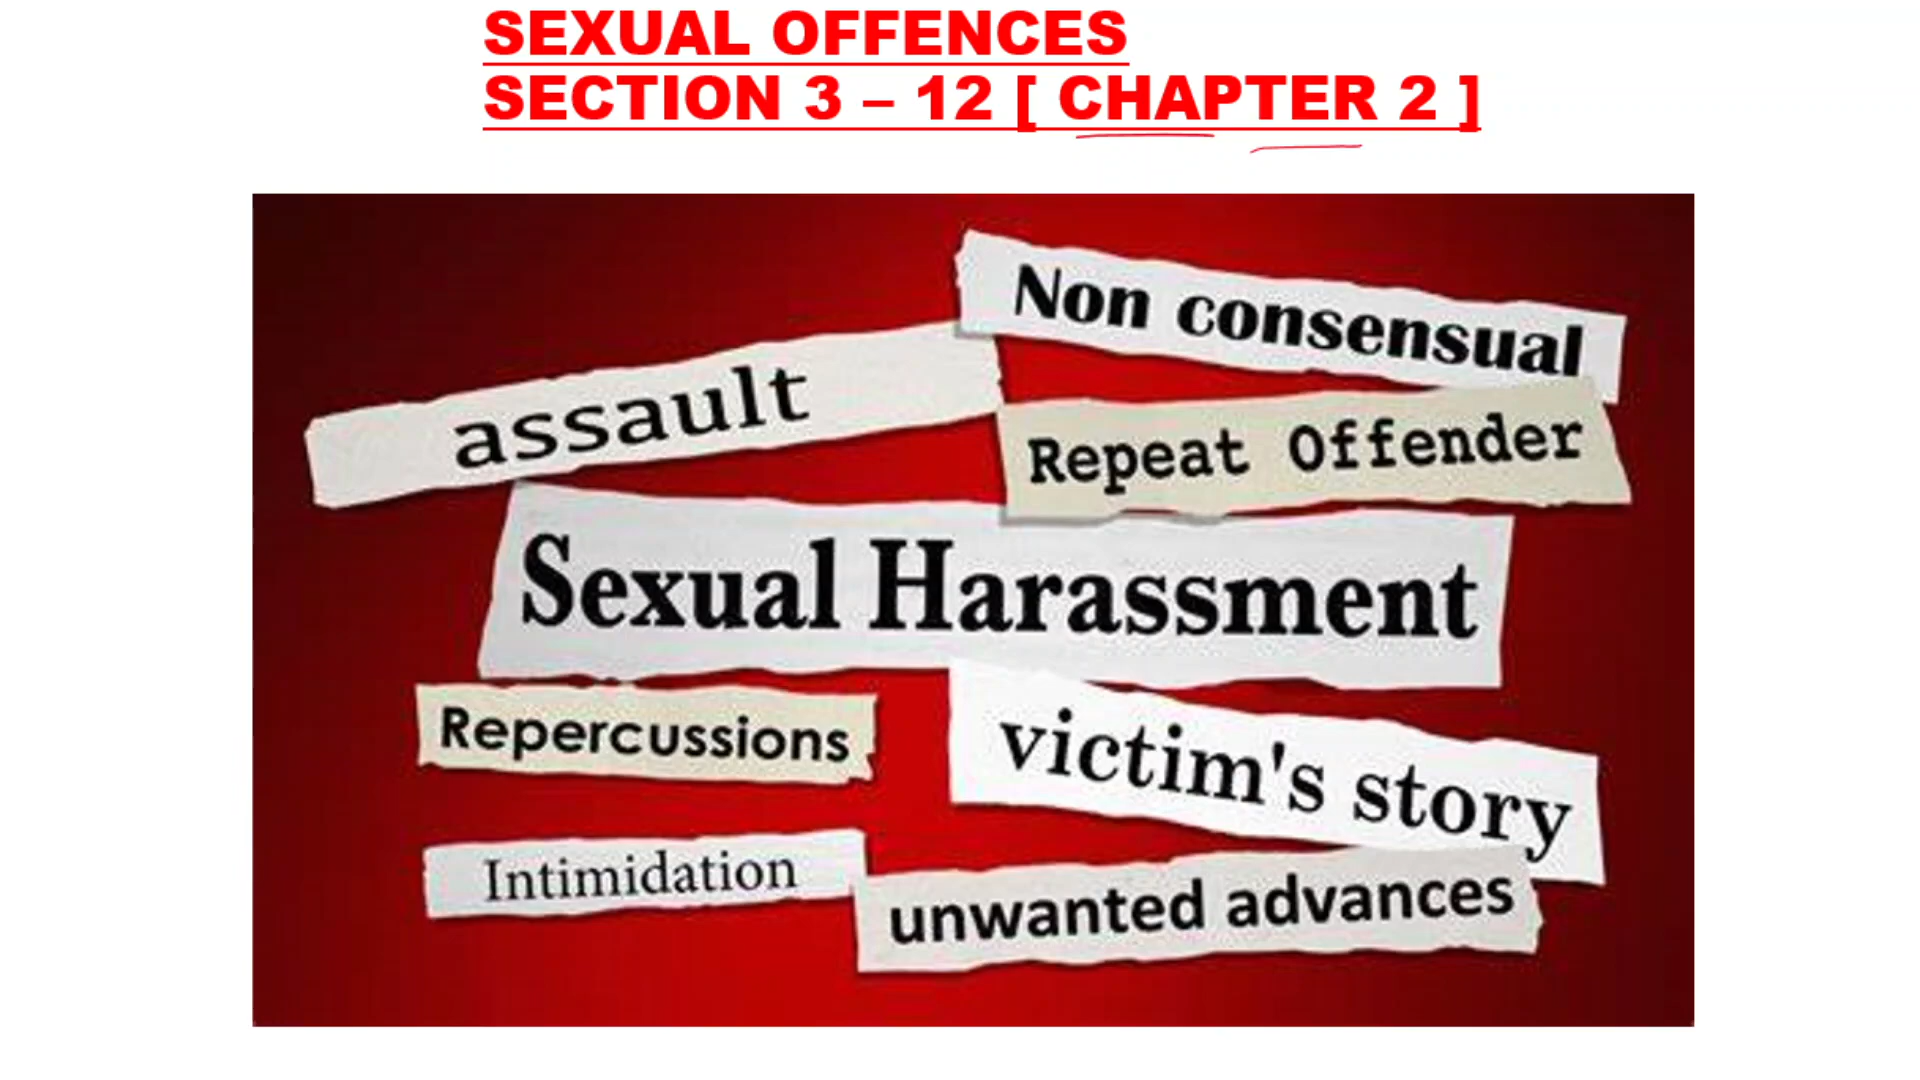 SEXUAL OFFENCES
SECTION 3 – 12 [ CHAPTER 2 ]
Non consensual
assault
Repeat Offender
Sexual Harassment
Repercussions
victim's story
Intimidation
unwanted advances